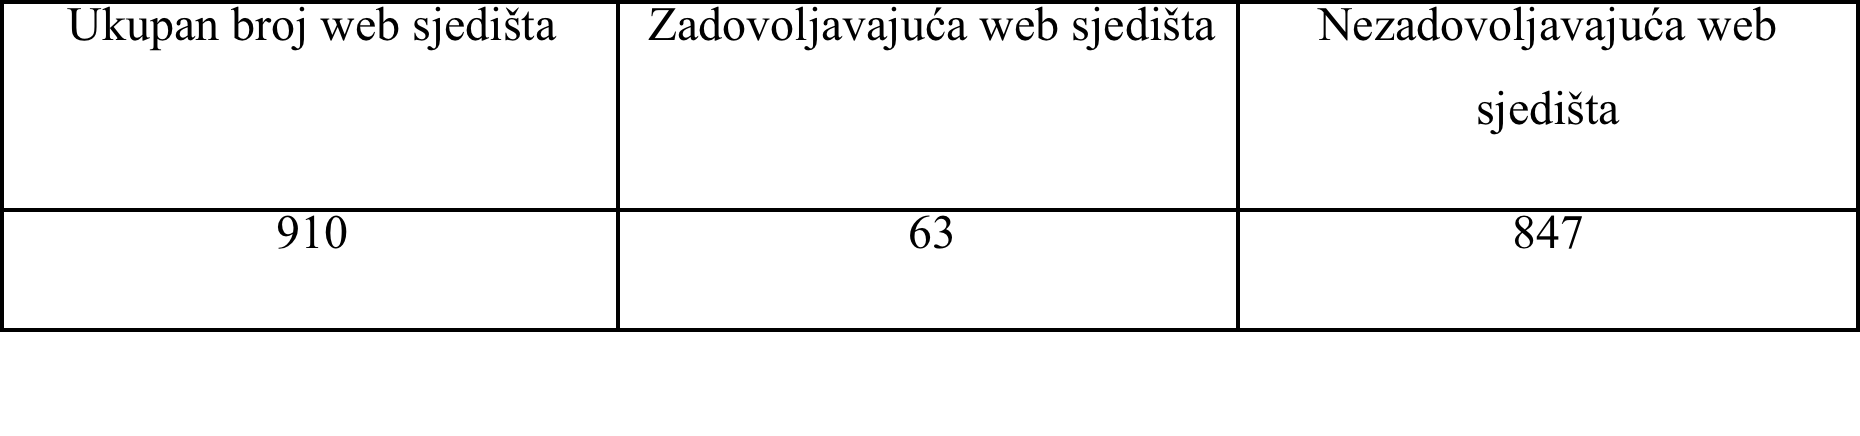 Ukupan broj web sjedišta
Zadovoljavajuća web sjedišta
Nezadovoljavajuća web
sjedišta
910
63
847